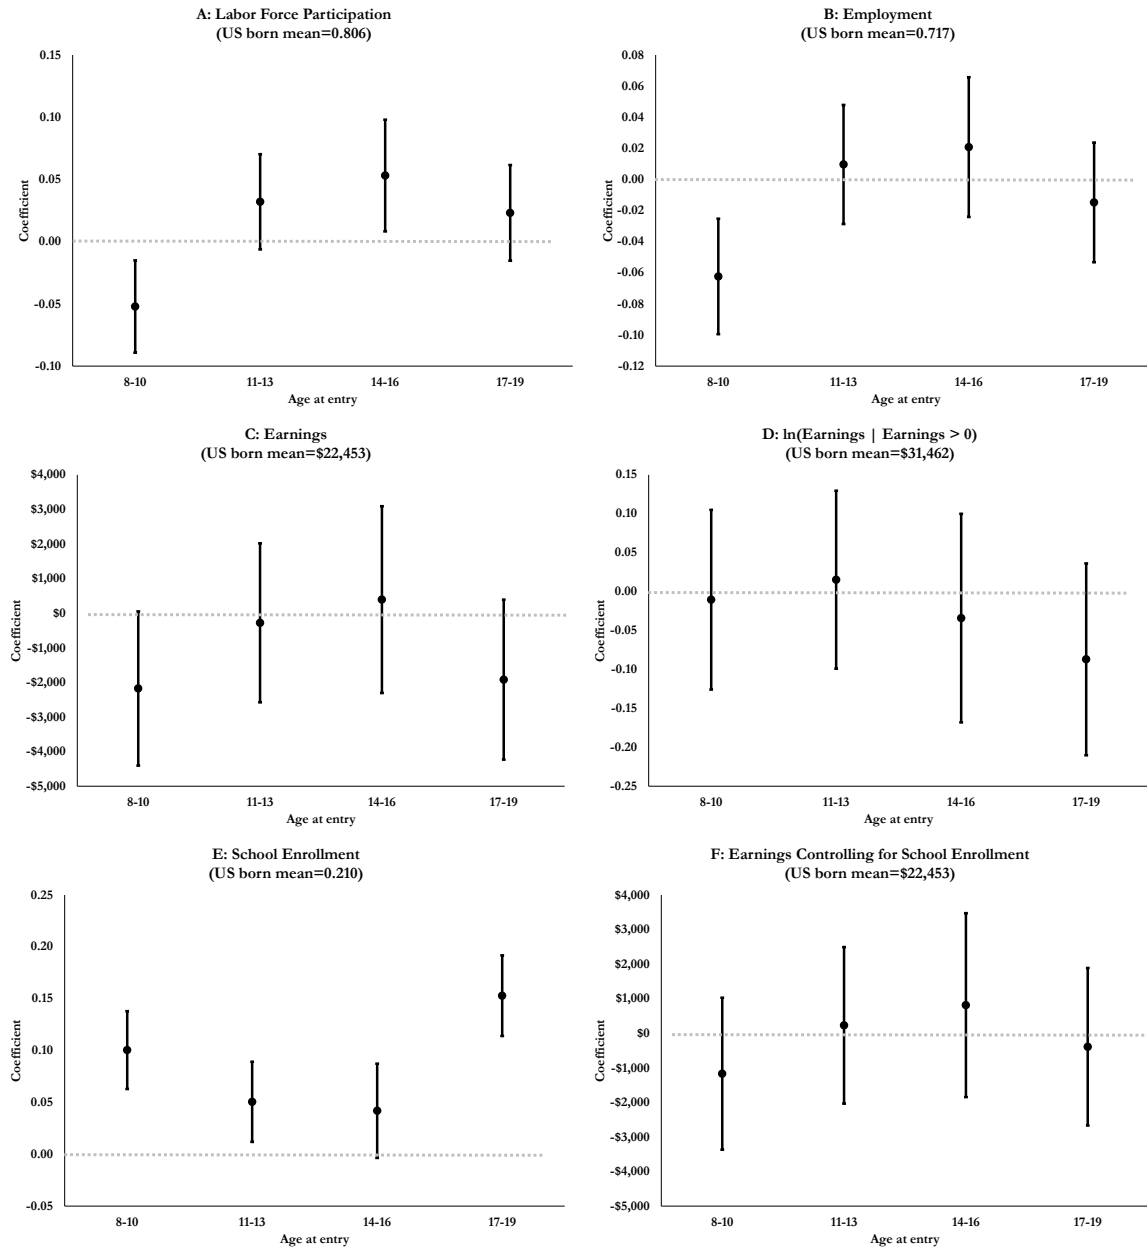 A: Labor Force Participation
(US born mean=0.806)
0.15
0.10
0.05
0.00
-0.05
-0.10
Coefficient
8-10 11-13 14-16 17-19
Age at entry
B: Employment
(US born mean=0.717)
0.08
0.06
0.04
0.02
0.00
-0.02
-0.04
-0.06
-0.08
-0.10
-0.12
Coefficient
8-10 11-13 14-16 17-19
Age at entry
C: Earnings
(US born mean=$22,453)
$4,000
$3,000
$2,000
$1,000
$0
-$1,000
-$2,000
-$3,000
-$4,000
-$5,000
Coefficient
8-10 11-13 14-16 17-19
Age at entry
D: ln(Earnings | Earnings > 0)
(US born mean=$31,462)
0.15
0.10
0.05
0.00
-0.05
-0.10
-0.15
-0.20
-0.25
Coefficient
8-10 11-13 14-16 17-19
Age at entry
E: School Enrollment
(US born mean=0.210)
0.25
0.20
0.15
0.10
0.05
0.00
-0.05
Coefficient
8-10 11-13 14-16 17-19
Age at entry
F: Earnings Controlling for School Enrollment
(US born mean=$22,453)
$4,000
$3,000
$2,000
$1,000
$0
-$1,000
-$2,000
-$3,000
-$4,000
-$5,000
Coefficient
8-10 11-13 14-16 17-19
Age at entry